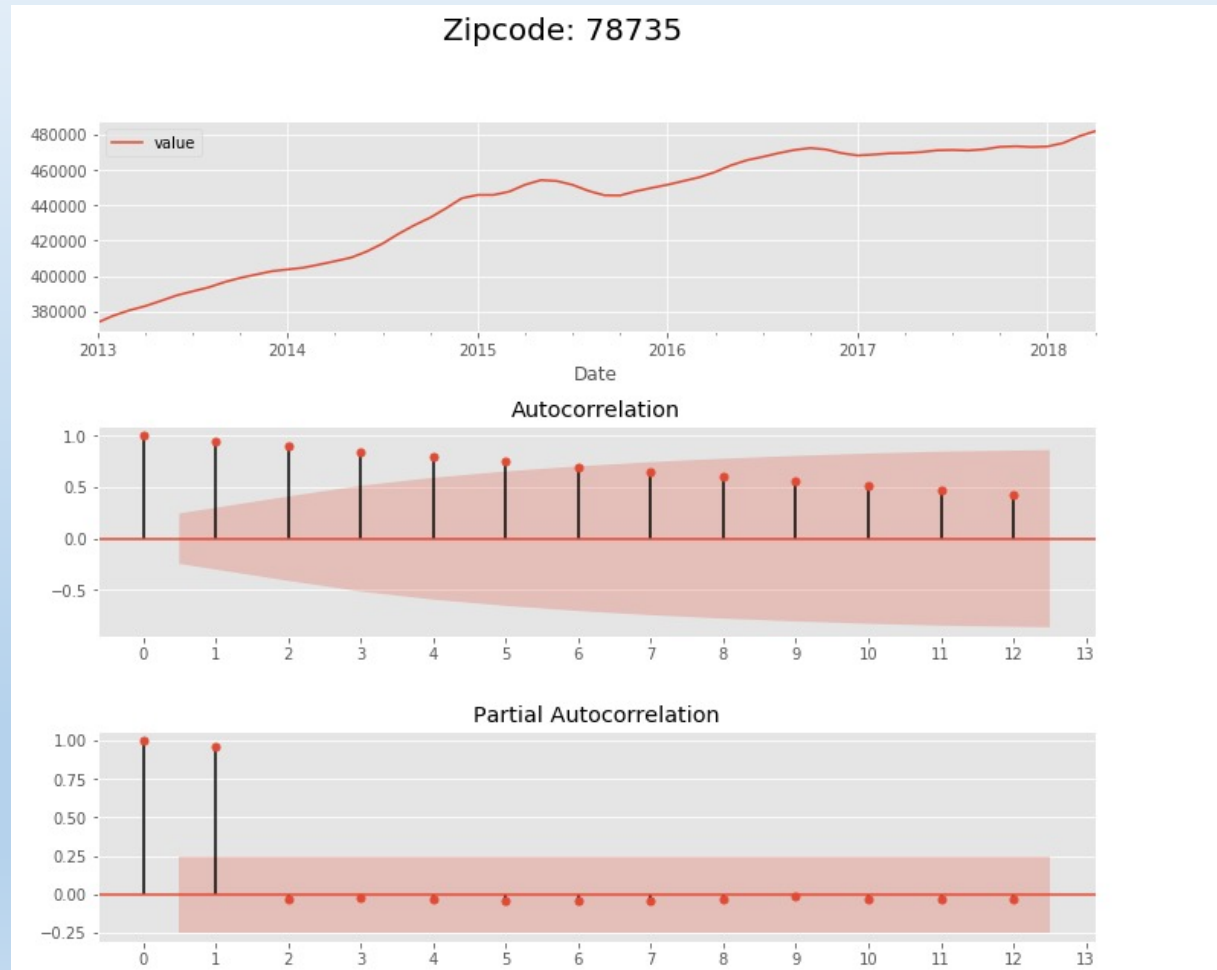 Zipcode: 78735
480000
value
460000
440000
420000
400000
380000
2013 2014 2015 2016 2017 2018
Date
Autocorrelation
1.0
0.5
0.0
−0.5
0 1 2 3 4 5 6 7 8 9 10 11 12 13
Partial Autocorrelation
1.00
0.75
0.50
0.25
0.00
−0.25
0 1 2 3 4 5 6 7 8 9 10 11 12 13